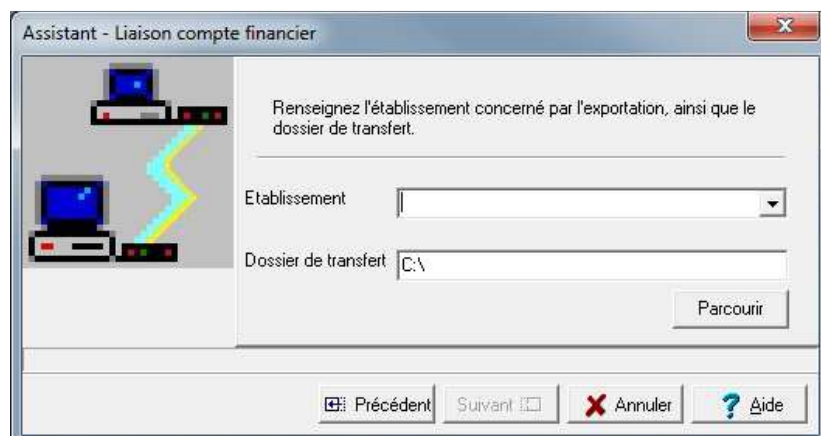 Assistant - Liaison compte financier
Renseignez l'établissement concerné par l'exportation, ainsi que le
dossier de transfert.
Etablissement
Dossier de transfert C:\
Parcourir
Précédent Suivant Annuler Aide